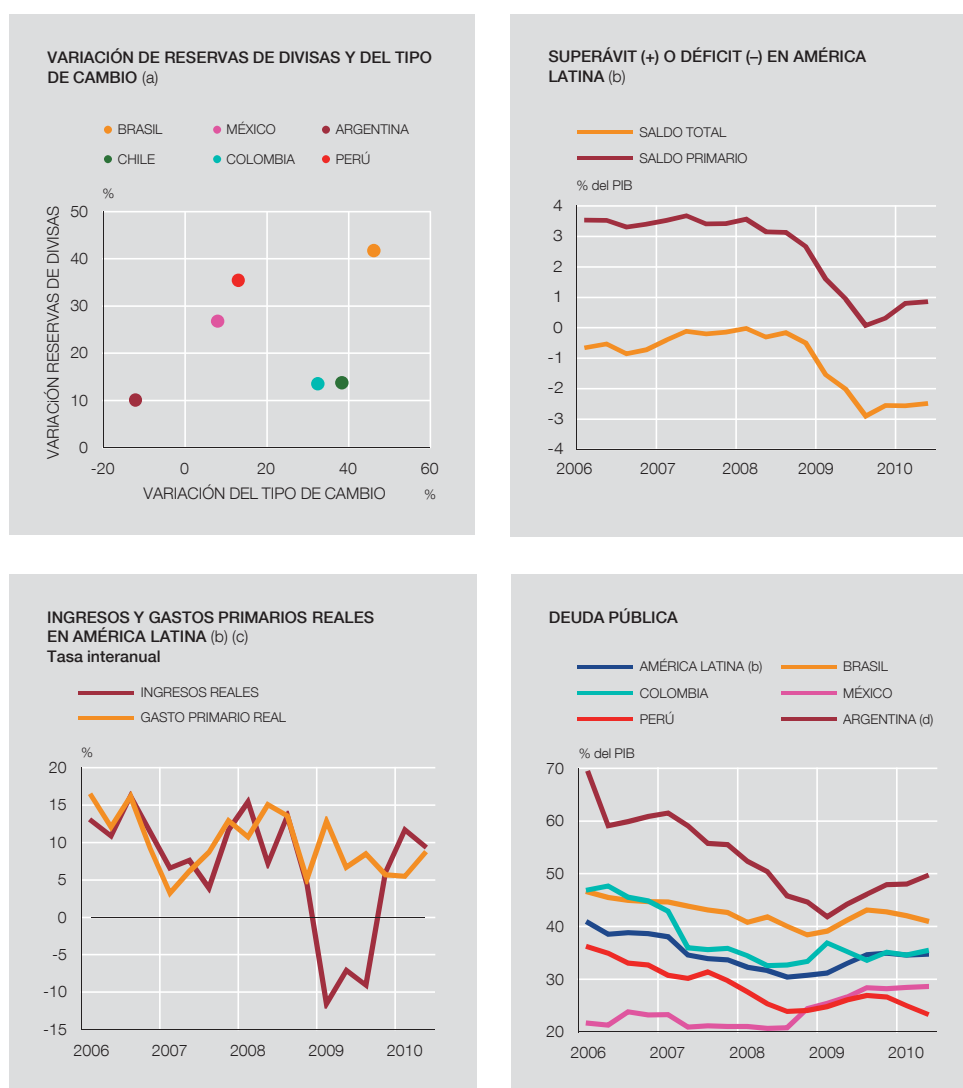 VARIACIÓN DE RESERVAS DE DIVISAS Y DEL TIPO
DE CAMBIO (a)
BRASIL
MÉXICO
ARGENTINA
CHILE
COLOMBIA
PERÚ
%
VARIACIÓN RESERVAS DE DIVISAS
50
40
30
20
10
0
-20 0 20 40 60
VARIACIÓN DEL TIPO DE CAMBIO %
SUPERÁVIT (+) O DÉFICIT (–) EN AMÉRICA
LATINA (b)
SALDO TOTAL
SALDO PRIMARIO
% del PIB
4
3
2
1
0
-1
-2
-3
-4
2006 2007 2008 2009 2010
INGRESOS Y GASTOS PRIMARIOS REALES
EN AMÉRICA LATINA (b) (c)
Tasa interanual
INGRESOS REALES
GASTO PRIMARIO REAL
%
20
15
10
5
0
-5
-10
-15
2006 2007 2008 2009 2010
DEUDA PÚBLICA
AMÉRICA LATINA (b)
BRASIL
COLOMBIA
MÉXICO
PERÚ
ARGENTINA (d)
% del PIB
70
60
50
40
30
20
2006 2007 2008 2009 2010